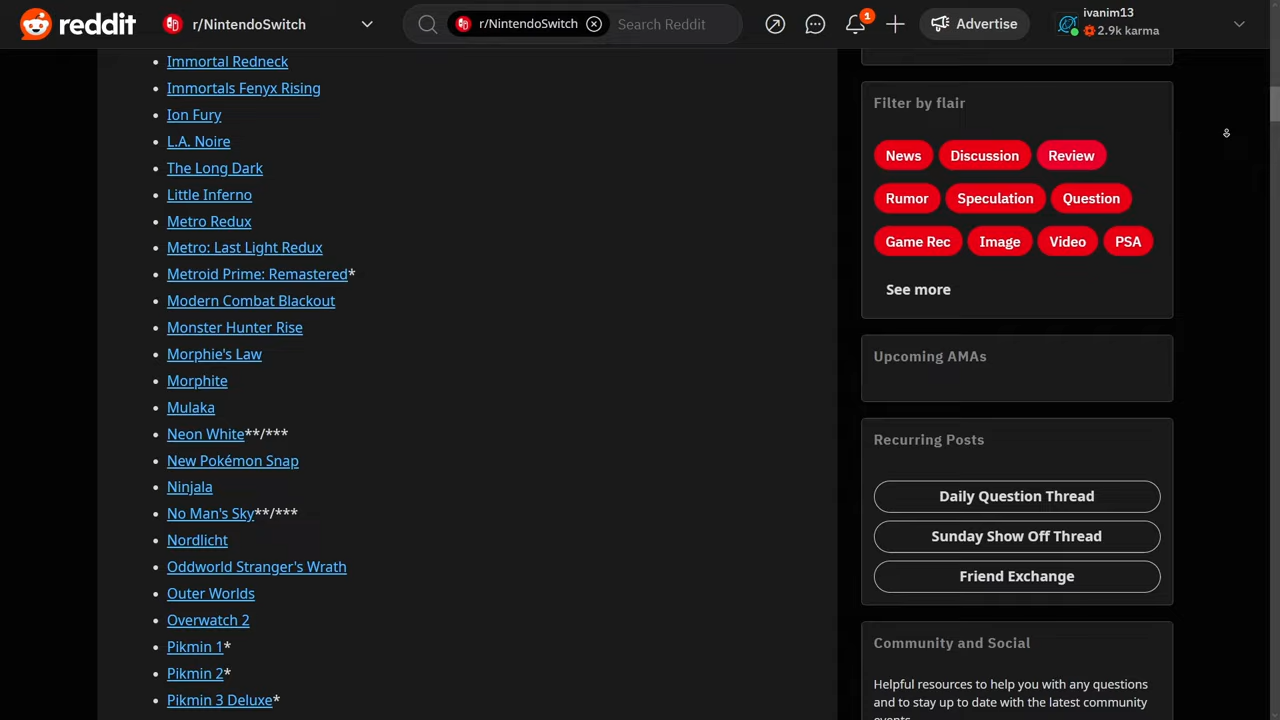 reddit
r/NintendoSwitch
r/NintendoSwitch
Search Reddit
1
Advertise
ivanim13
2.9k karma
Immortal Redneck
Immortals Fenyx Rising
Ion Fury
L.A. Noire
The Long Dark
Little Inferno
Metro Redux
Metro: Last Light Redux
Metroid Prime: Remastered*
Modern Combat Blackout
Monster Hunter Rise
Morphie's Law
Morphite
Mulaka
Neon White**/***
New Pokémon Snap
Ninjala
No Man's Sky**/***
Nordlicht
Oddworld Stranger's Wrath
Outer Worlds
Overwatch 2
Pikmin 1*
Pikmin 2*
Pikmin 3 Deluxe*
Filter by flair
News Discussion Review
Rumor Speculation Question
Game Rec Image Video PSA
See more
Upcoming AMAs
Recurring Posts
Daily Question Thread
Sunday Show Off Thread
Friend Exchange
Community and Social
Helpful resources to help you with any questions
and to stay up to date with the latest community
events